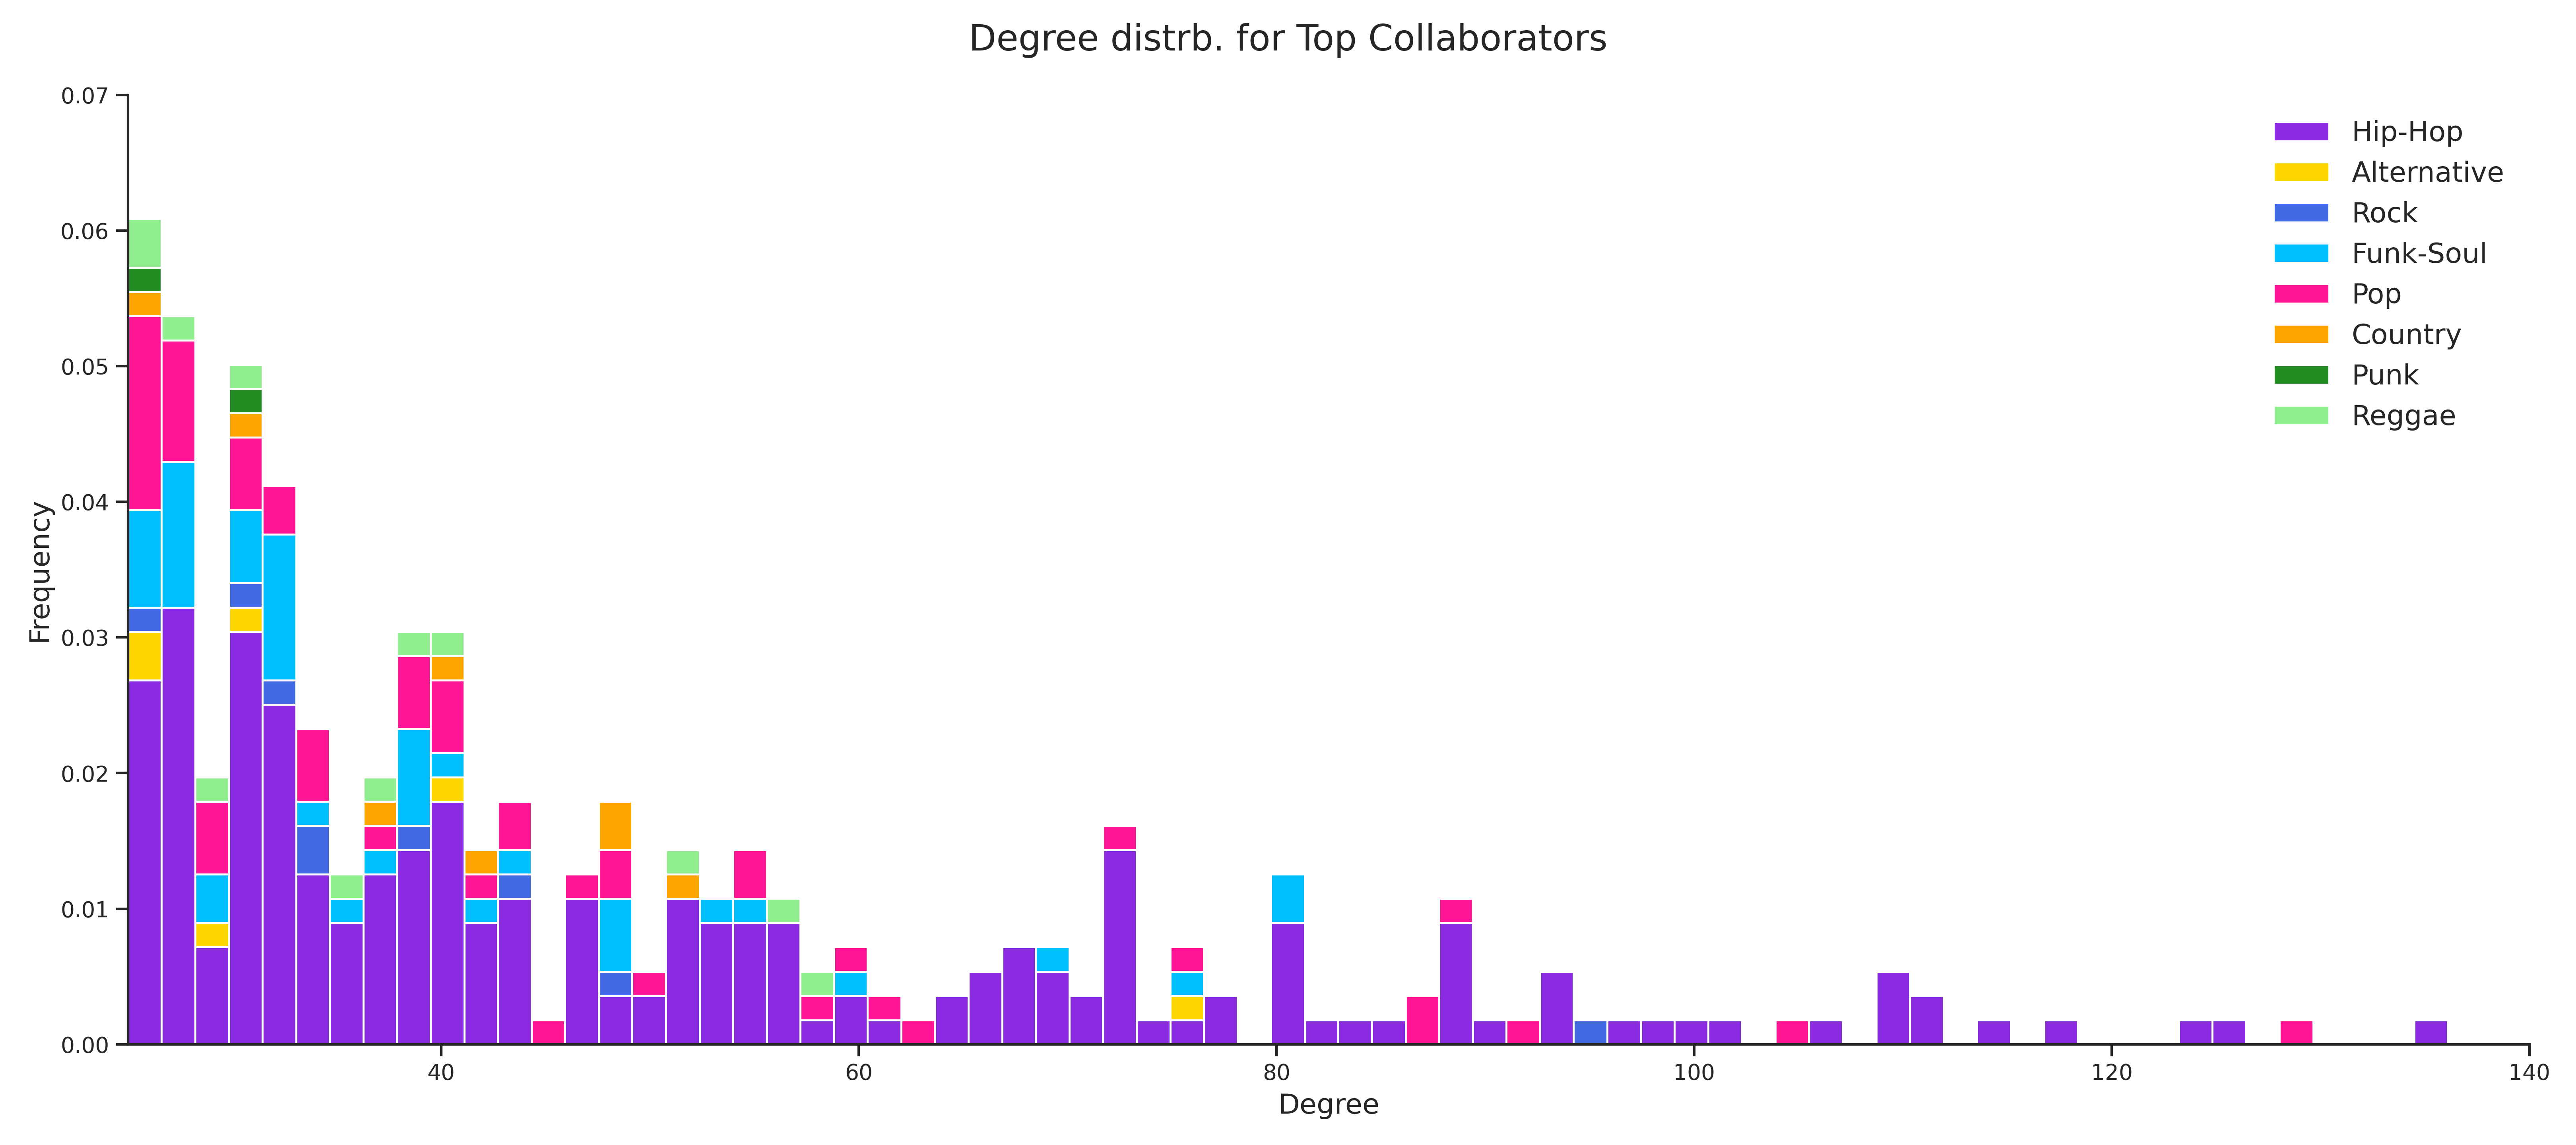 Degree distrb. for Top Collaborators
0.07
0.06
0.05
0.04
0.03
0.02
0.01
0.00
Frequency
40
60
80
100
120
140
Degree
Hip-Hop
Alternative
Rock
Funk-Soul
Pop
Country
Punk
Reggae